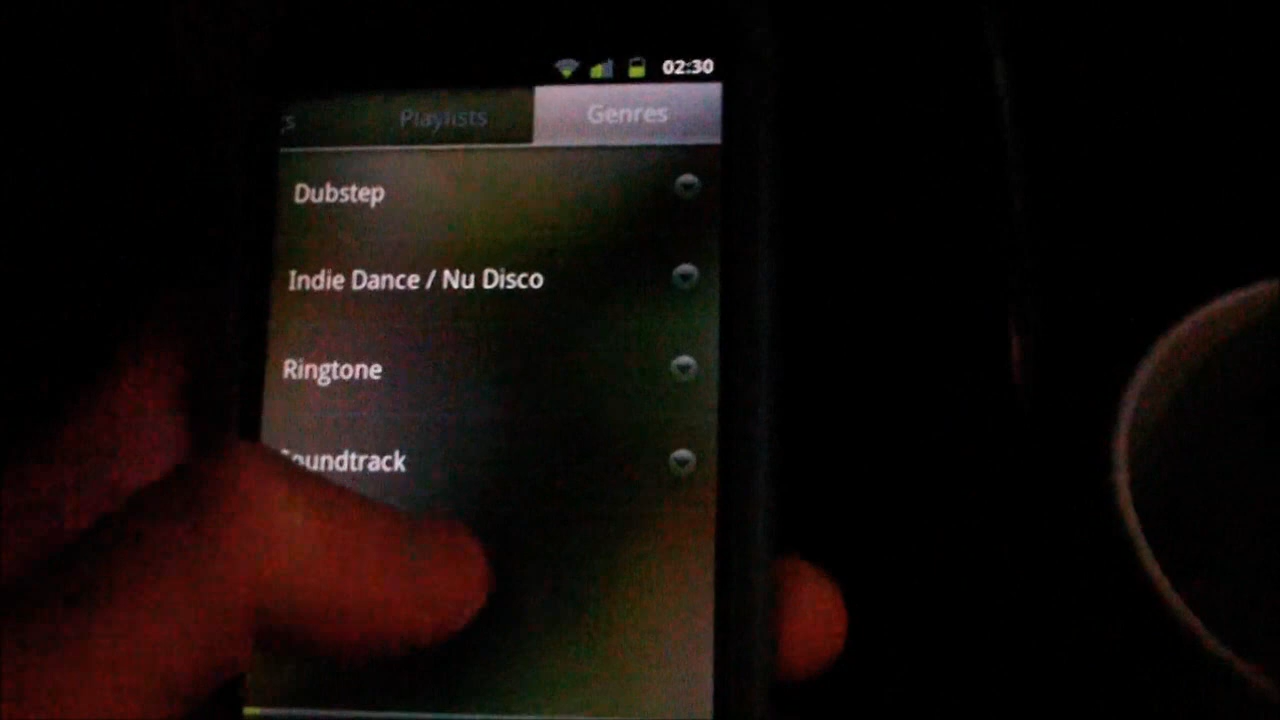 02:30
Playlists Genres
Dubstep
Indie Dance / Nu Disco
Ringtone
Soundtrack